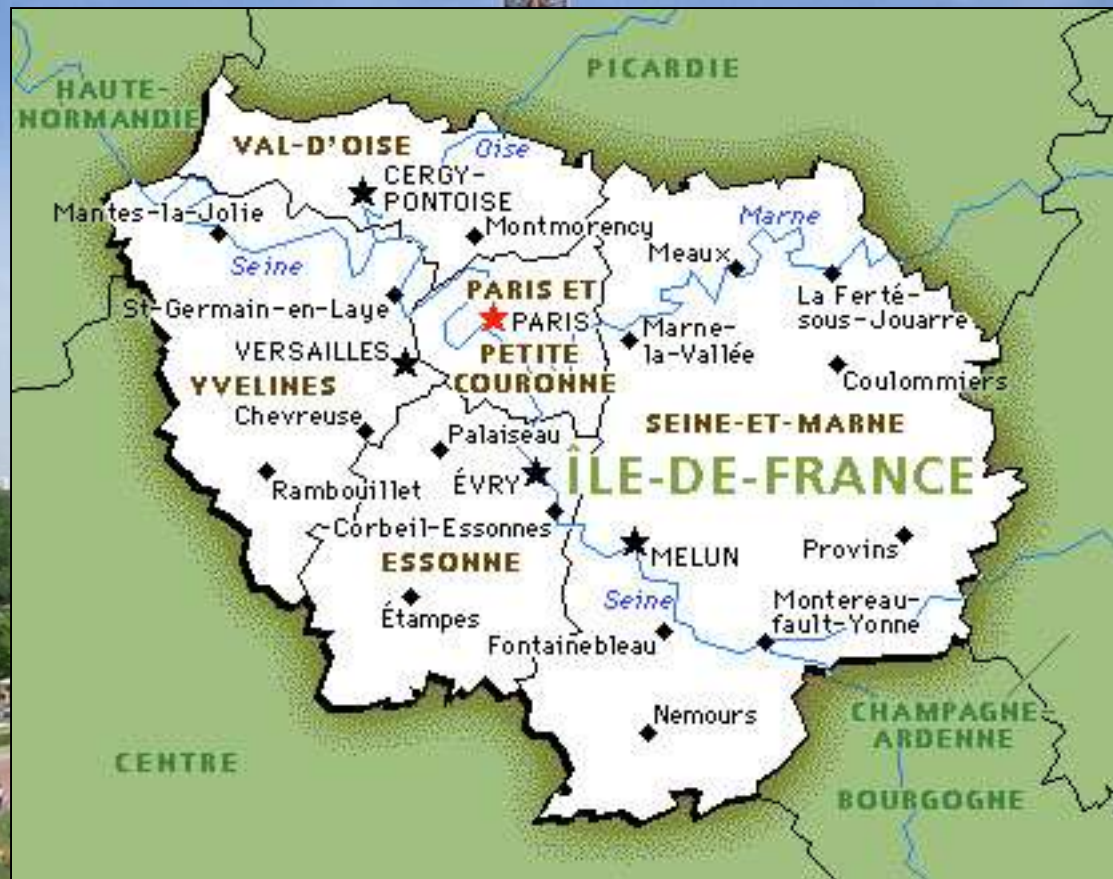 PICARDIE
HAUTE-
NORMANDIE
VAL-D'OISE
Oise
CERGY-
PONTOISE
Mantes-la-Jolie
Montmorency
Marne
Seine
Meaux
PARIS ET
St-Germain-en-Laye
PARIS
La Ferté-
sous-Jouarre
Marne-
la-Vallée
VERSAILLES
PETITE
COURONNE
YVELINES
Coulommiers
Chevreuse
SEINE-ET-MARNE
Palaiseau
ÎLE-DE-FRANCE
ÉVRY
Rambouillet
Corbeil-Essonnes
MELUN
Provins
ESSONNE
Seine
Montereau-
fault-Yonne
Étampes
Fontainebleau
Nemours
CHAMPAGNE-
ARDENNE
CENTRE
BOURGOGNE